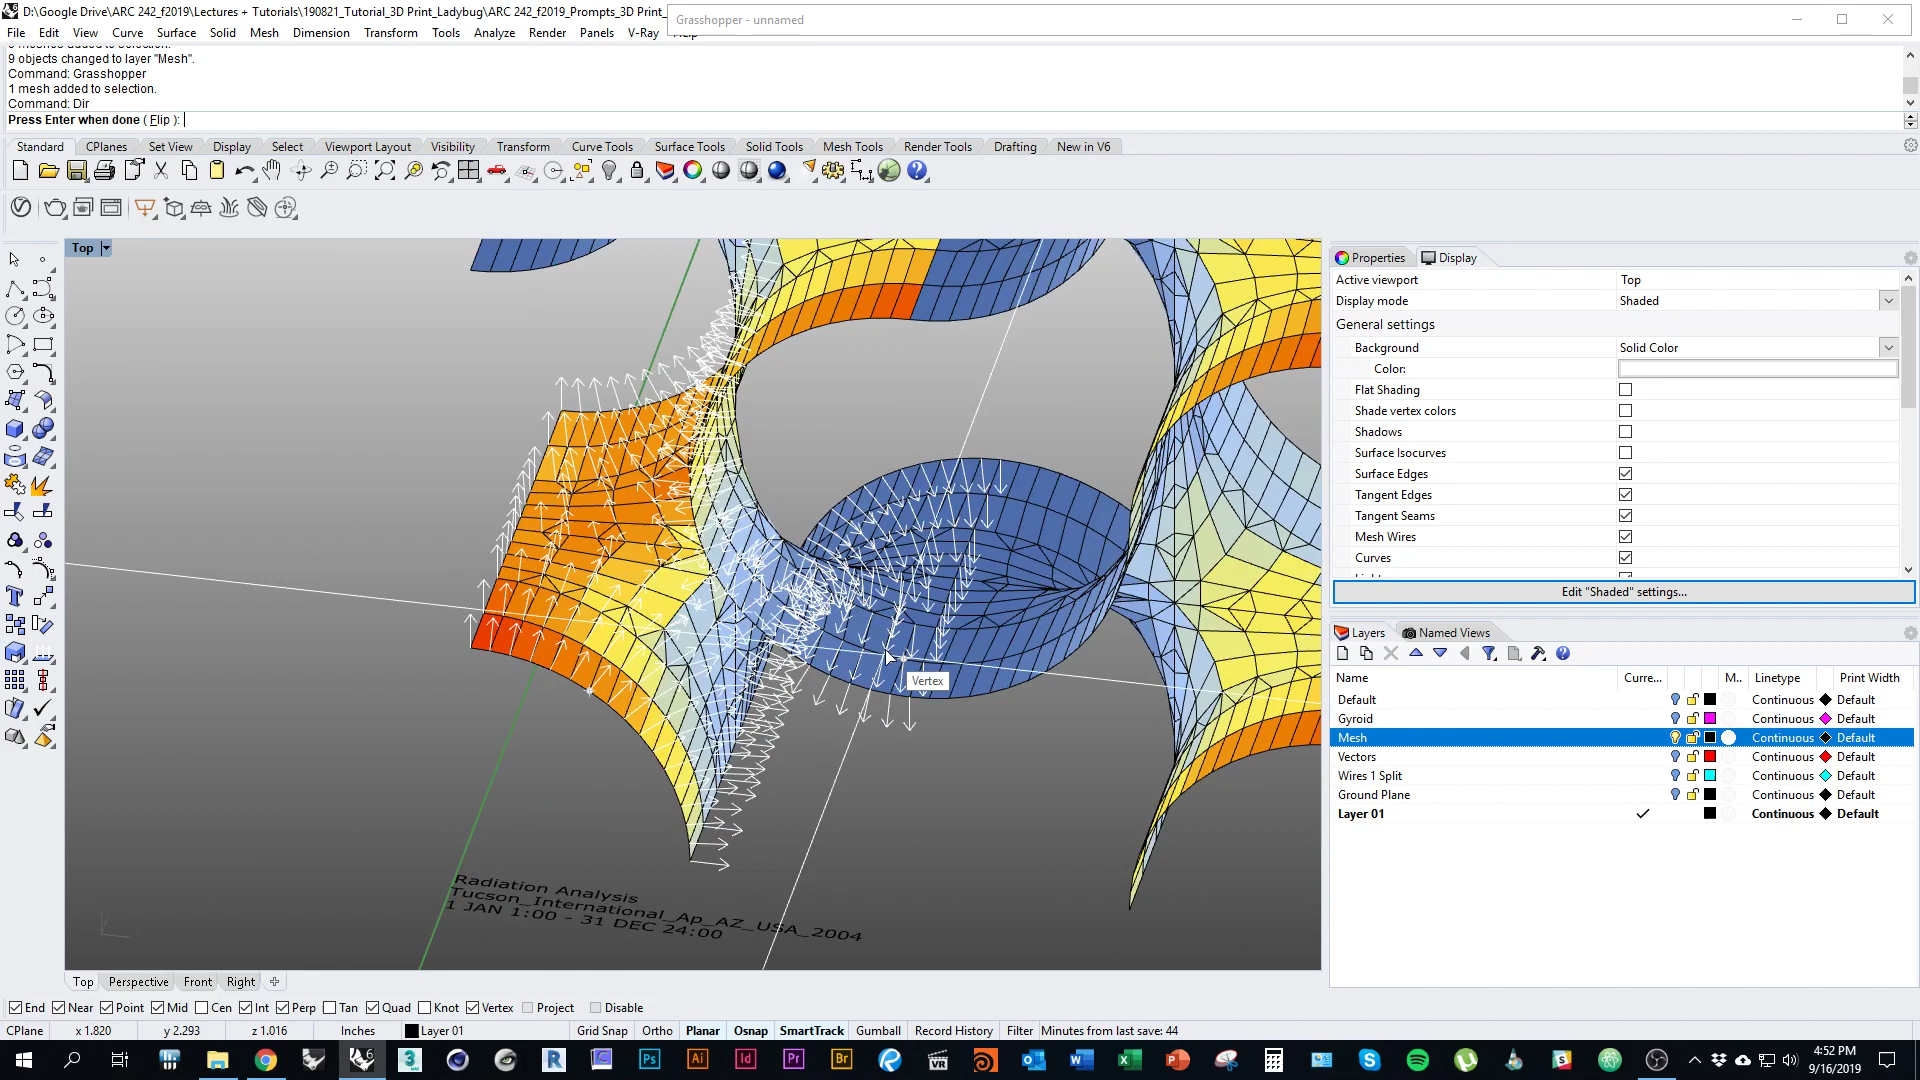 D:\Google Drive\ARC 242_f2019\Lectures + Tutorials\190821_Tutorial_3D Print_Ladybug\ARC 242_f2019_Prompts_3D Print_
Grasshopper - unnamed
File Edit View Curve Surface Solid Mesh Dimension Transform Tools Analyze Render Panels V-Ray
9 objects changed to layer "Mesh".
Command: Grasshopper
1 mesh added to selection.
Command: Dir
Press Enter when done ( Flip ):
Standard CPlanes Set View Display Select Viewport Layout Visibility Transform Curve Tools Surface Tools Solid Tools Mesh Tools Render Tools Drafting New in V6
Top
Properties Display
Active viewport Top
Display mode Shaded
General settings
Background Solid Color
Color:
Flat Shading
Shade vertex colors
Shadows
Surface Isocurves
Surface Edges
Tangent Edges
Tangent Seams
Mesh Wires
Curves
Edit "Shaded" settings...
Layers Named Views
Name Curre... M.. Linetype Print Width
Default Continuous Default
Gyroid Continuous Default
Mesh Continuous Default
Vectors Continuous Default
Wires 1 Split Continuous Default
Ground Plane Continuous Default
Layer 01 Continuous Default
Vertex
Radiation Analysis
Tucson_International_Ap_AZ_USA_2004
1 JAN 1:00 - 31 DEC 24:00
Top Perspective Front Right
End Near Point Mid Cen Int Perp Tan Quad Knot Vertex Project Disable
CPlane x 1.820 y 2.293 z 1.016 Inches Layer 01 Grid Snap Ortho Planar Osnap SmartTrack Gumball Record History Filter Minutes from last save: 44
4:52 PM
9/16/2019